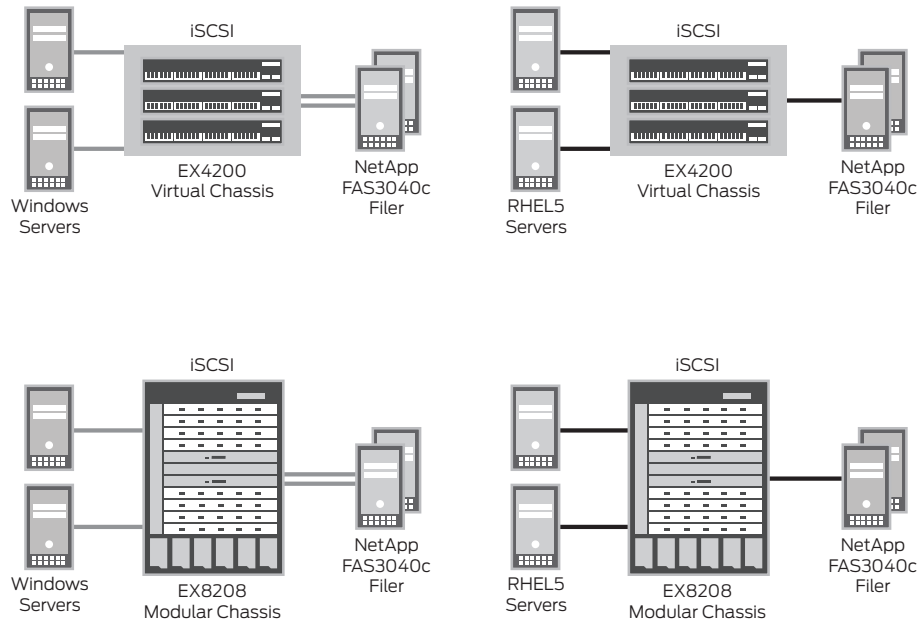 iSCSI
EX4200
Virtual Chassis
NetApp
FAS3040c
Filer
Windows
Servers
iSCSI
EX4200
Virtual Chassis
NetApp
FAS3040c
Filer
RHEL5
Servers
iSCSI
EX8208
Modular Chassis
NetApp
FAS3040c
Filer
Windows
Servers
iSCSI
EX8208
Modular Chassis
NetApp
FAS3040c
Filer
RHEL5
Servers